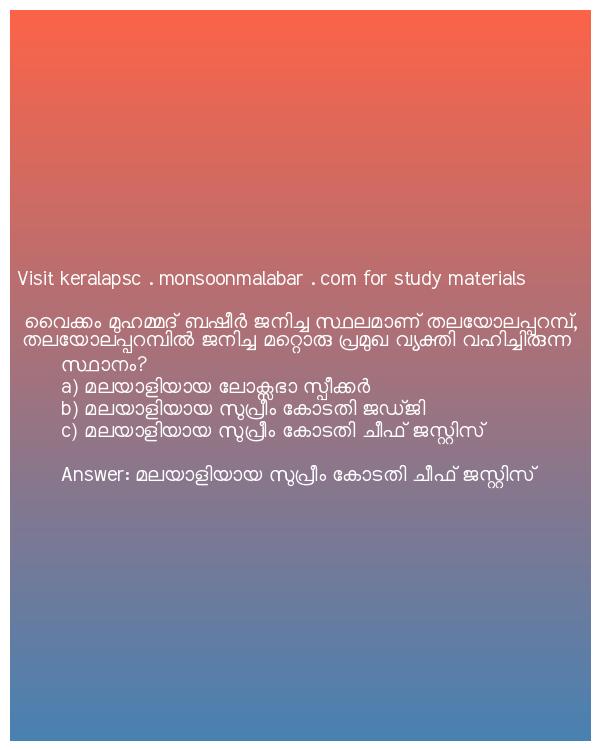 Visit keralapsc . monsoonmalabar . com for study materials
വൈക്കം മുഹമ്മദ് ബഷീർ ജനിച്ച സ്ഥലമാണ് തലയോലപ്പറമ്പ്,
തലയോലപ്പറമ്പിൽ ജനിച്ച മറ്റൊരു പ്രമുഖ വ്യക്തി വഹിച്ചിരുന്ന
സ്ഥാനം?
a) മലയാളിയായ ലോക്സഭാ സ്പീക്കർ
b) മലയാളിയായ സുപ്രീം കോടതി ജഡ്ജി
c) മലയാളിയായ സുപ്രീം കോടതി ചീഫ് ജസ്റ്റിസ്
Answer: മലയാളിയായ സുപ്രീം കോടതി ചീഫ് ജസ്റ്റിസ്